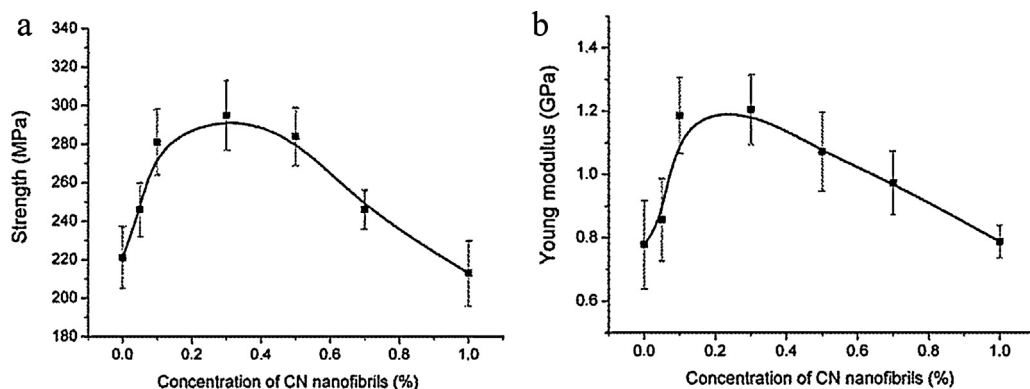 a
Strength (MPa)
340
320
300
280
260
240
220
200
180
0.0 0.2 0.4 0.6 0.8 1.0
Concentration of CN nanofibrils (%)
b
Young modulus (GPa)
1.4
1.2
1.0
0.8
0.6
0.0 0.2 0.4 0.6 0.8 1.0
Concentration of CN nanofibrils (%)